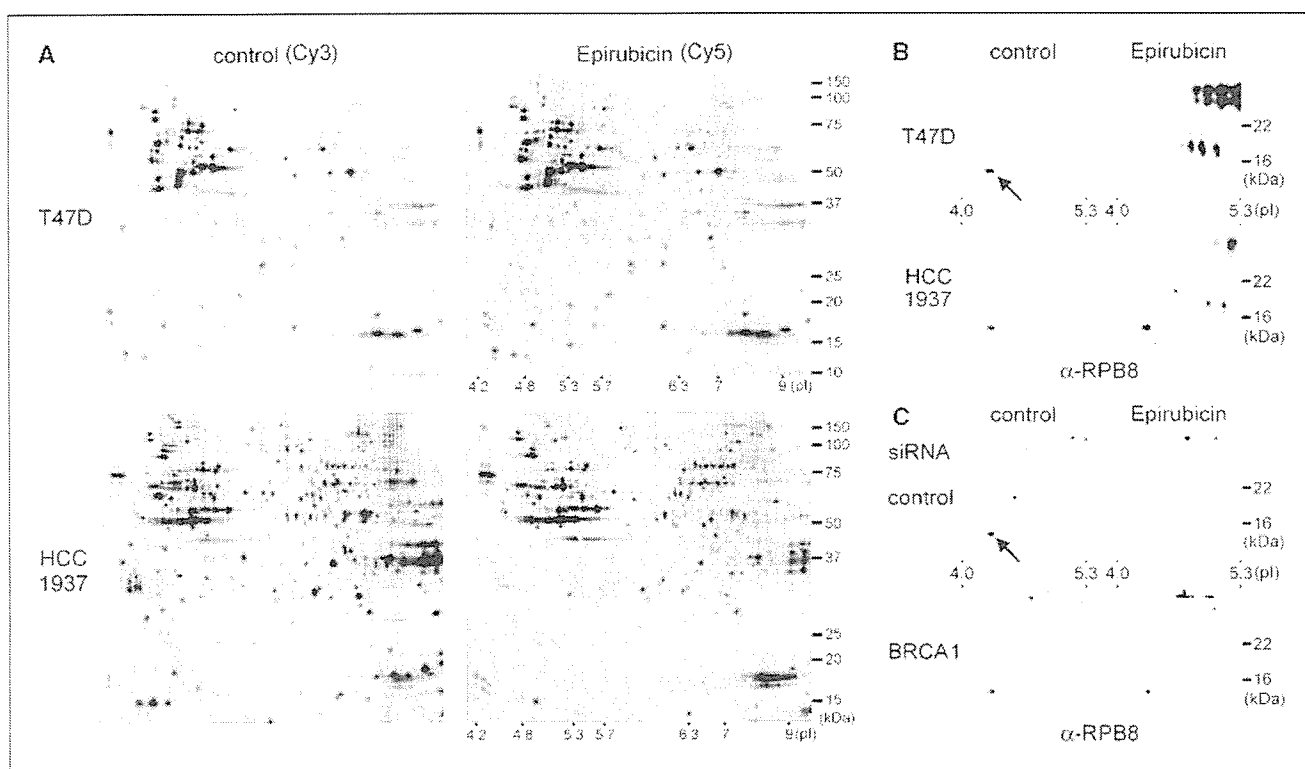 A
control (Cy3)
Epirubicin (Cy5)
150
100
75
50
37
25
20
15
10
T47D
4.2 4.8 5.3 5.7 6.3 7 9 (pI)
150
100
75
50
37
25
20
15
(kDa)
HCC
1937
4.2 4.8 5.3 5.7 6.3 7 9 (pI)
B
control Epirubicin
T47D
22
16
(kDa)
4.0 5.3 4.0 5.3 (pI)
HCC
1937
22
16
(kDa)
α-RPB8
C
control Epirubicin
siRNA
control
22
16
(kDa)
4.0 5.3 4.0 5.3 (pI)
BRCA1
22
16
(kDa)
α-RPB8